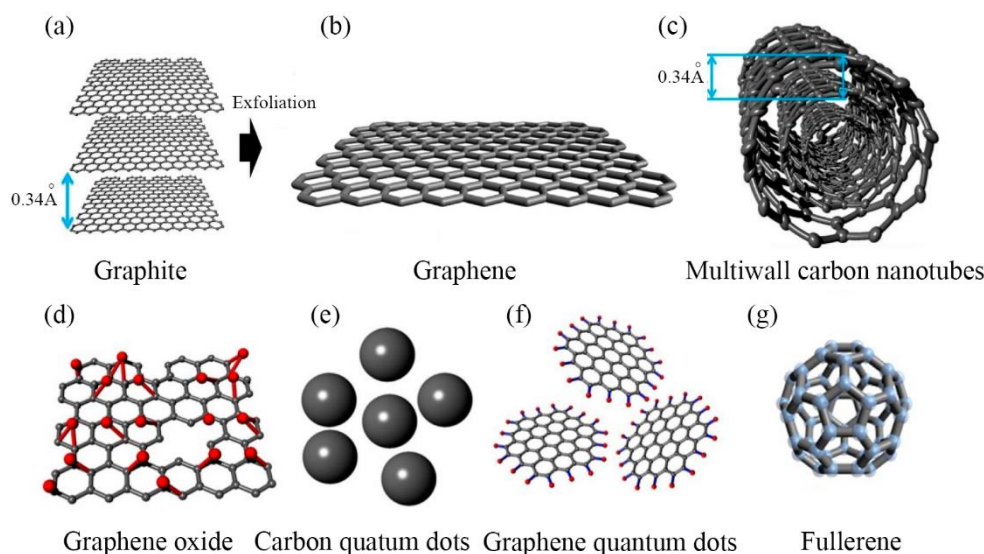 (a)
(b)
(c)
0.34Å
Exfoliation
0.34Å
Graphite
Graphene
Multiwall carbon nanotubes
(d)
(e)
(f)
(g)
Graphene oxide
Carbon quatum dots
Graphene quantum dots
Fullerene